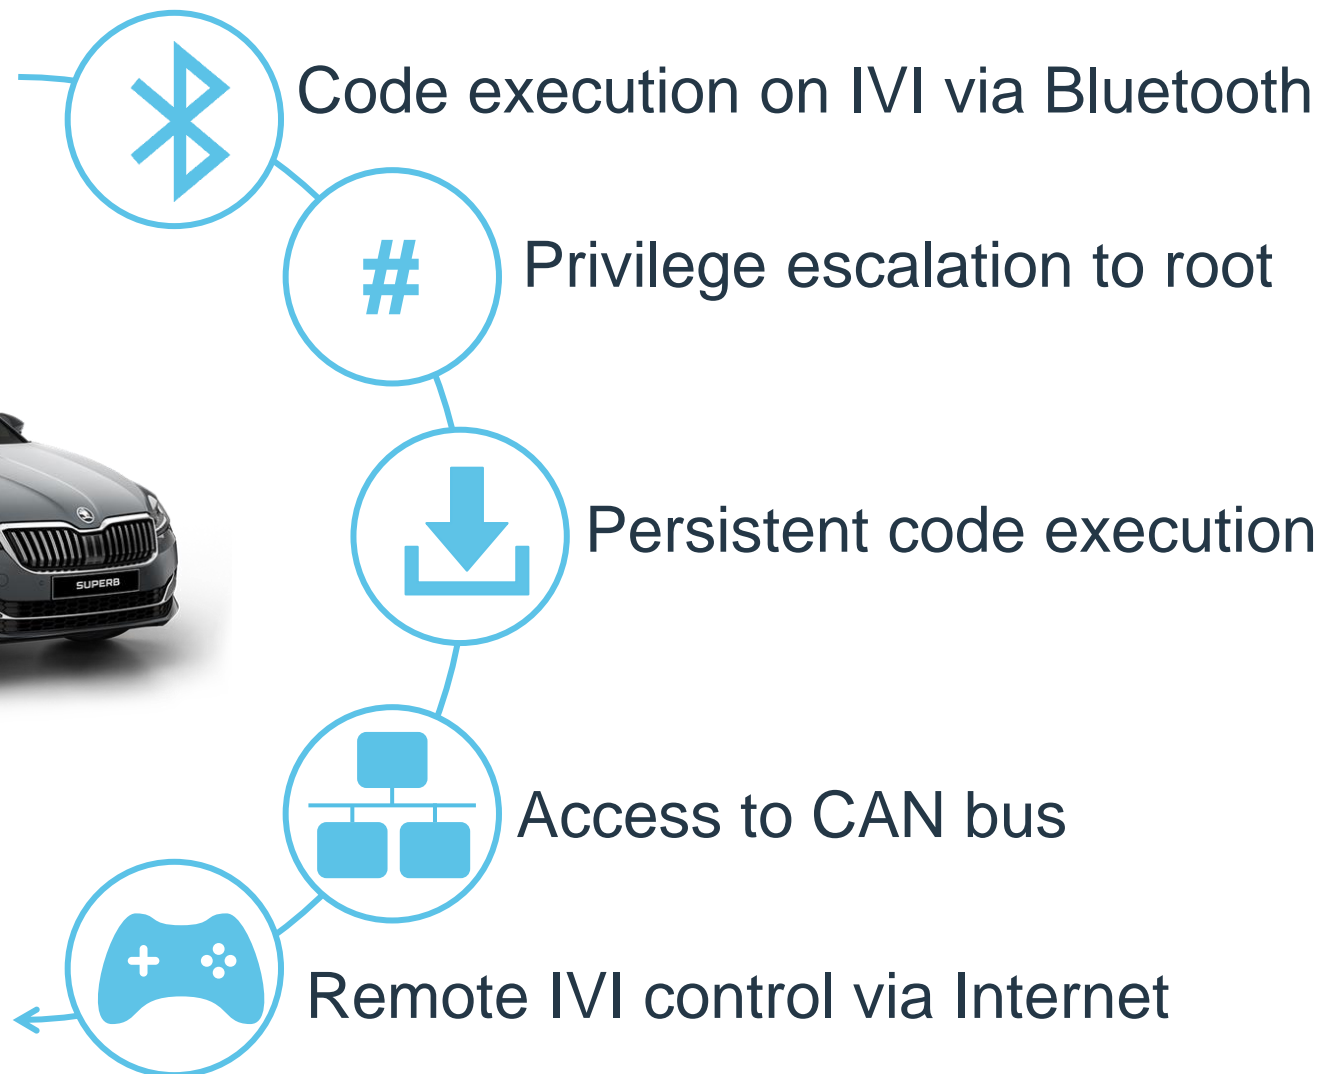 Code execution on IVI via Bluetooth
#
Privilege escalation to root
Persistent code execution
SUPERB
Access to CAN bus
Remote IVI control via Internet